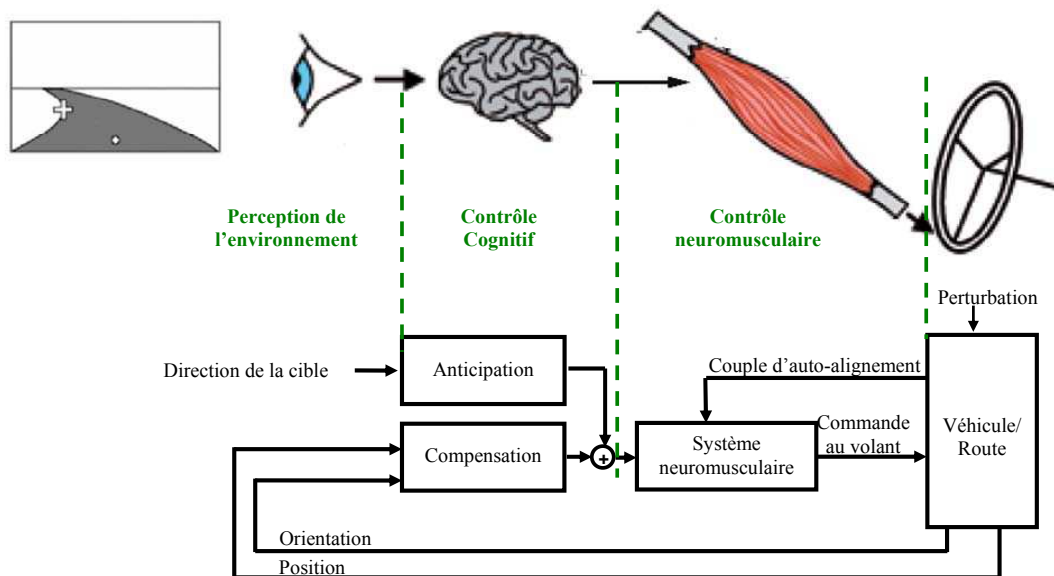 Perception de
l'environnement
Contrôle
Cognitif
Contrôle
neuromusculaire
Perturbation
Direction de la cible
Anticipation
Couple d'auto-alignement
Compensation
+
Système
neuromusculaire
Commande
au volant
Véhicule/
Route
Orientation
Position